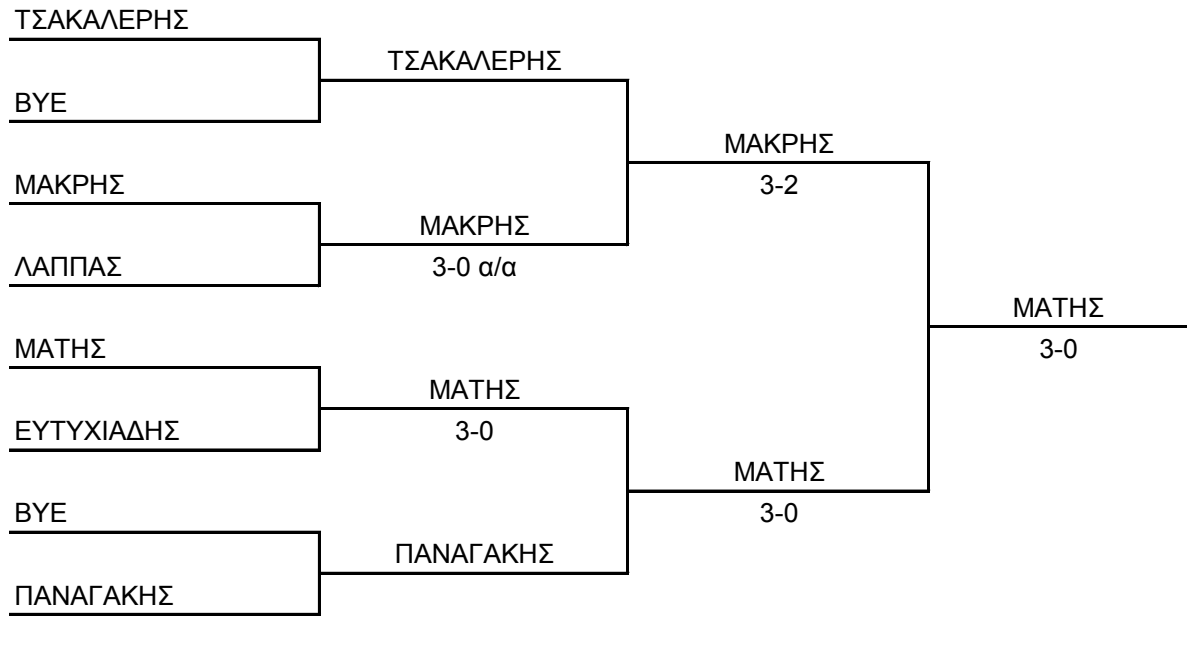 ΤΣΑΚΑΛΕΡΗΣ
ΤΣΑΚΑΛΕΡΗΣ
BYE
ΜΑΚΡΗΣ
ΜΑΚΡΗΣ
3-2
ΜΑΚΡΗΣ
ΛΑΠΠΑΣ
3-0 α/α
ΜΑΤΗΣ
ΜΑΤΗΣ
3-0
ΜΑΤΗΣ
ΕΥΤΥΧΙΑΔΗΣ
3-0
ΜΑΤΗΣ
BYE
3-0
ΠΑΝΑΓΑΚΗΣ
ΠΑΝΑΓΑΚΗΣ